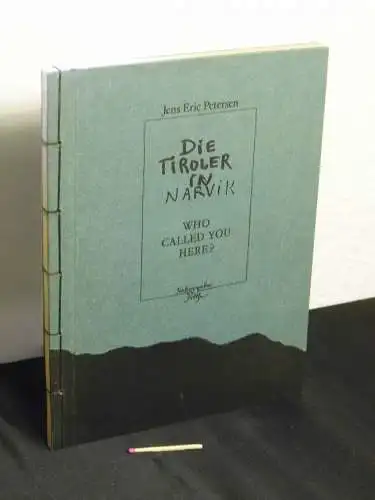 Jens Eric Petersen
DiE
TiROLER
IN
NARViK
WHO
CALLED YOU
HERE?